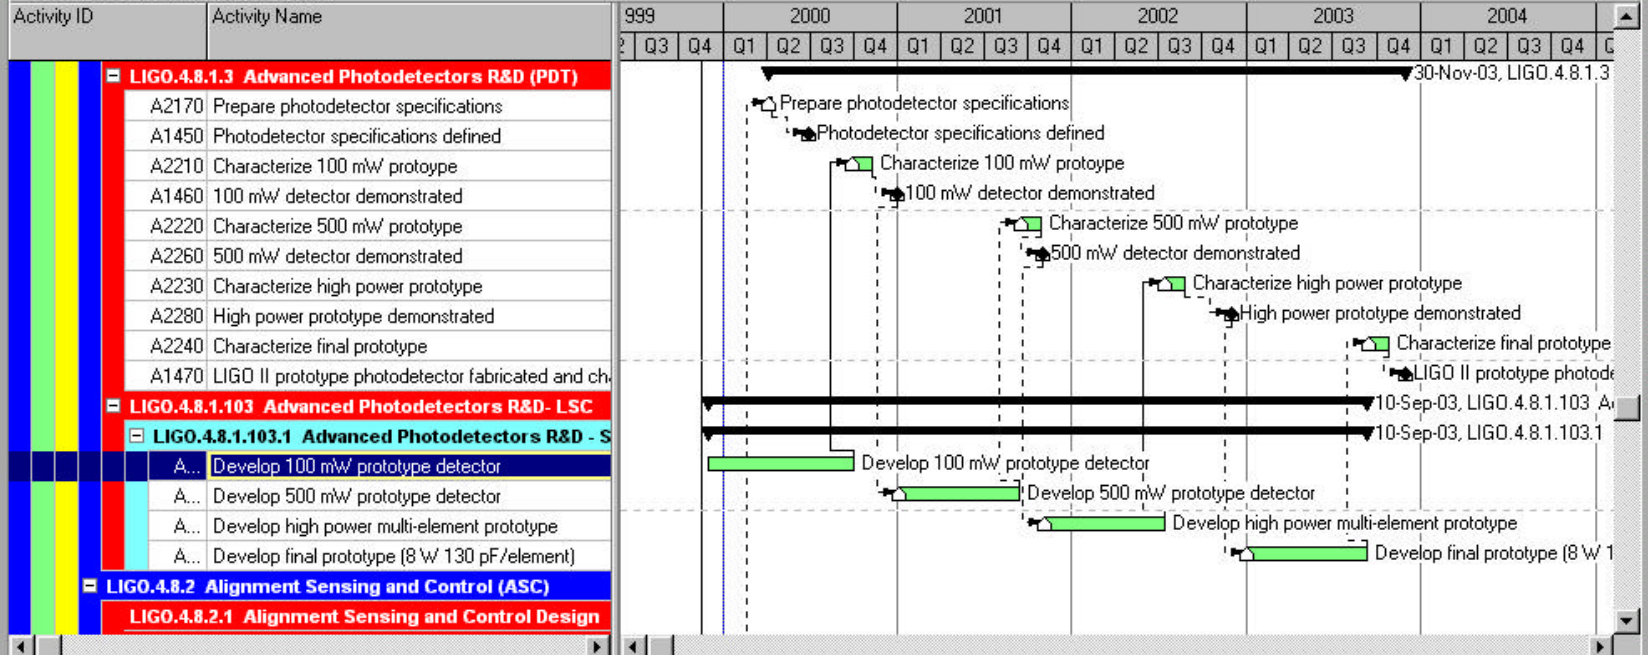 Activity ID Activity Name 999 2000 2001 2002 2003 2004
Q3 Q4 Q1 Q2 Q3 Q4 Q1 Q2 Q3 Q4 Q1 Q2 Q3 Q4 Q1 Q2 Q3 Q4 Q1 Q2 Q3 Q4
LIGO.4.8.1.3 Advanced Photodetectors R&D (PDT) 30-Nov-03, LIGO.4.8.1.3
A2170 Prepare photodetector specifications Prepare photodetector specifications
A1450 Photodetector specifications defined Photodetector specifications defined
A2210 Characterize 100 mW protoype Characterize 100 mW protoype
A1460 100 mW detector demonstrated 100 mW detector demonstrated
A2220 Characterize 500 mW prototype Characterize 500 mW prototype
A2260 500 mW detector demonstrated 500 mW detector demonstrated
A2230 Characterize high power prototype Characterize high power prototype
A2280 High power prototype demonstrated High power prototype demonstrated
A2240 Characterize final prototype Characterize final prototype
A1470 LIGO II prototype photodetector fabricated and ch LIGO II prototype photode
LIGO.4.8.1.103 Advanced Photodetectors R&D- LSC 10-Sep-03, LIGO.4.8.1.103 A
LIGO.4.8.1.103.1 Advanced Photodetectors R&D - S 10-Sep-03, LIGO.4.8.1.103.1
A... Develop 100 mW prototype detector Develop 100 mW prototype detector
A... Develop 500 mW prototype detector Develop 500 mW prototype detector
A... Develop high power multi-element prototype Develop high power multi-element prototype
A... Develop final prototype (8 W 130 pF/element) Develop final prototype (8 W 1
LIGO.4.8.2 Alignment Sensing and Control (ASC)
LIGO.4.8.2.1 Alignment Sensing and Control Design